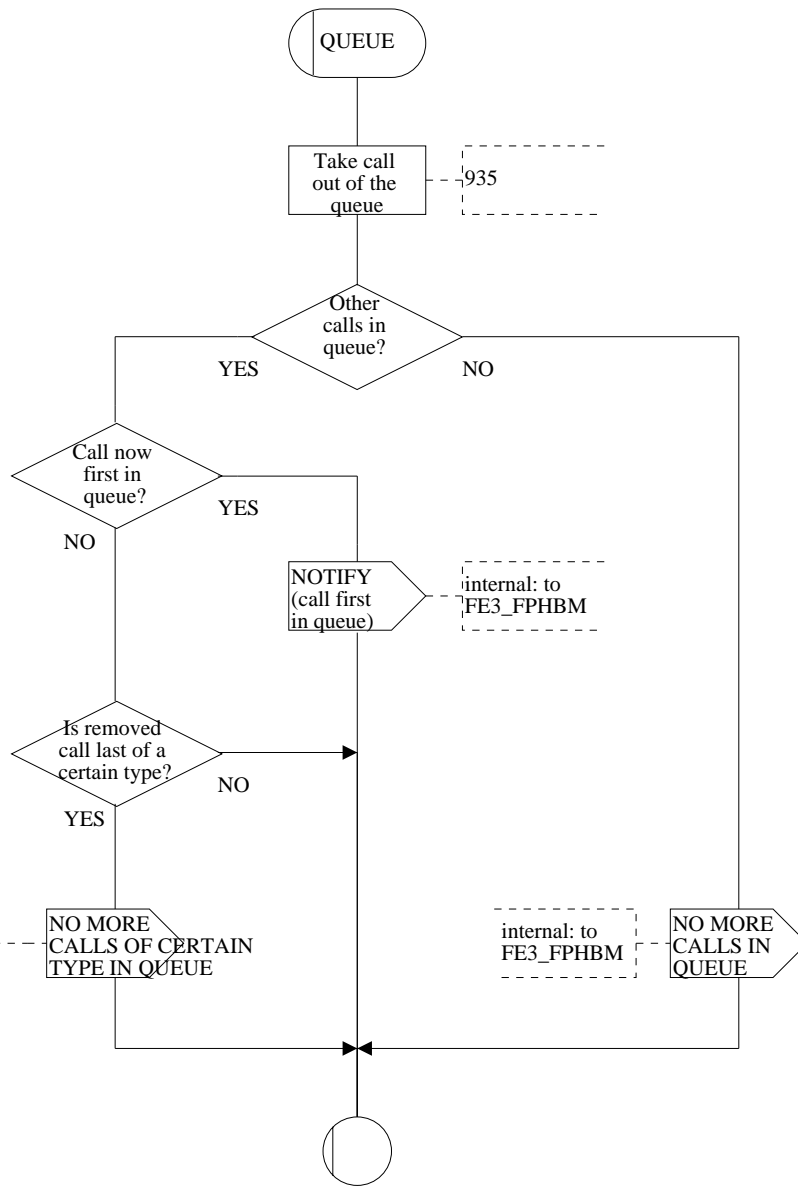 QUEUE
Take call
out of the
queue
935
Other
calls in
queue?
YES
NO
Call now
first in
queue?
YES
NO
NOTIFY
(call first
in queue)
internal: to
FE3_FPHBM
Is removed
call last of a
certain type?
NO
YES
NO MORE
CALLS OF CERTAIN
TYPE IN QUEUE
internal: to
FE3_FPHBM
NO MORE
CALLS IN
QUEUE